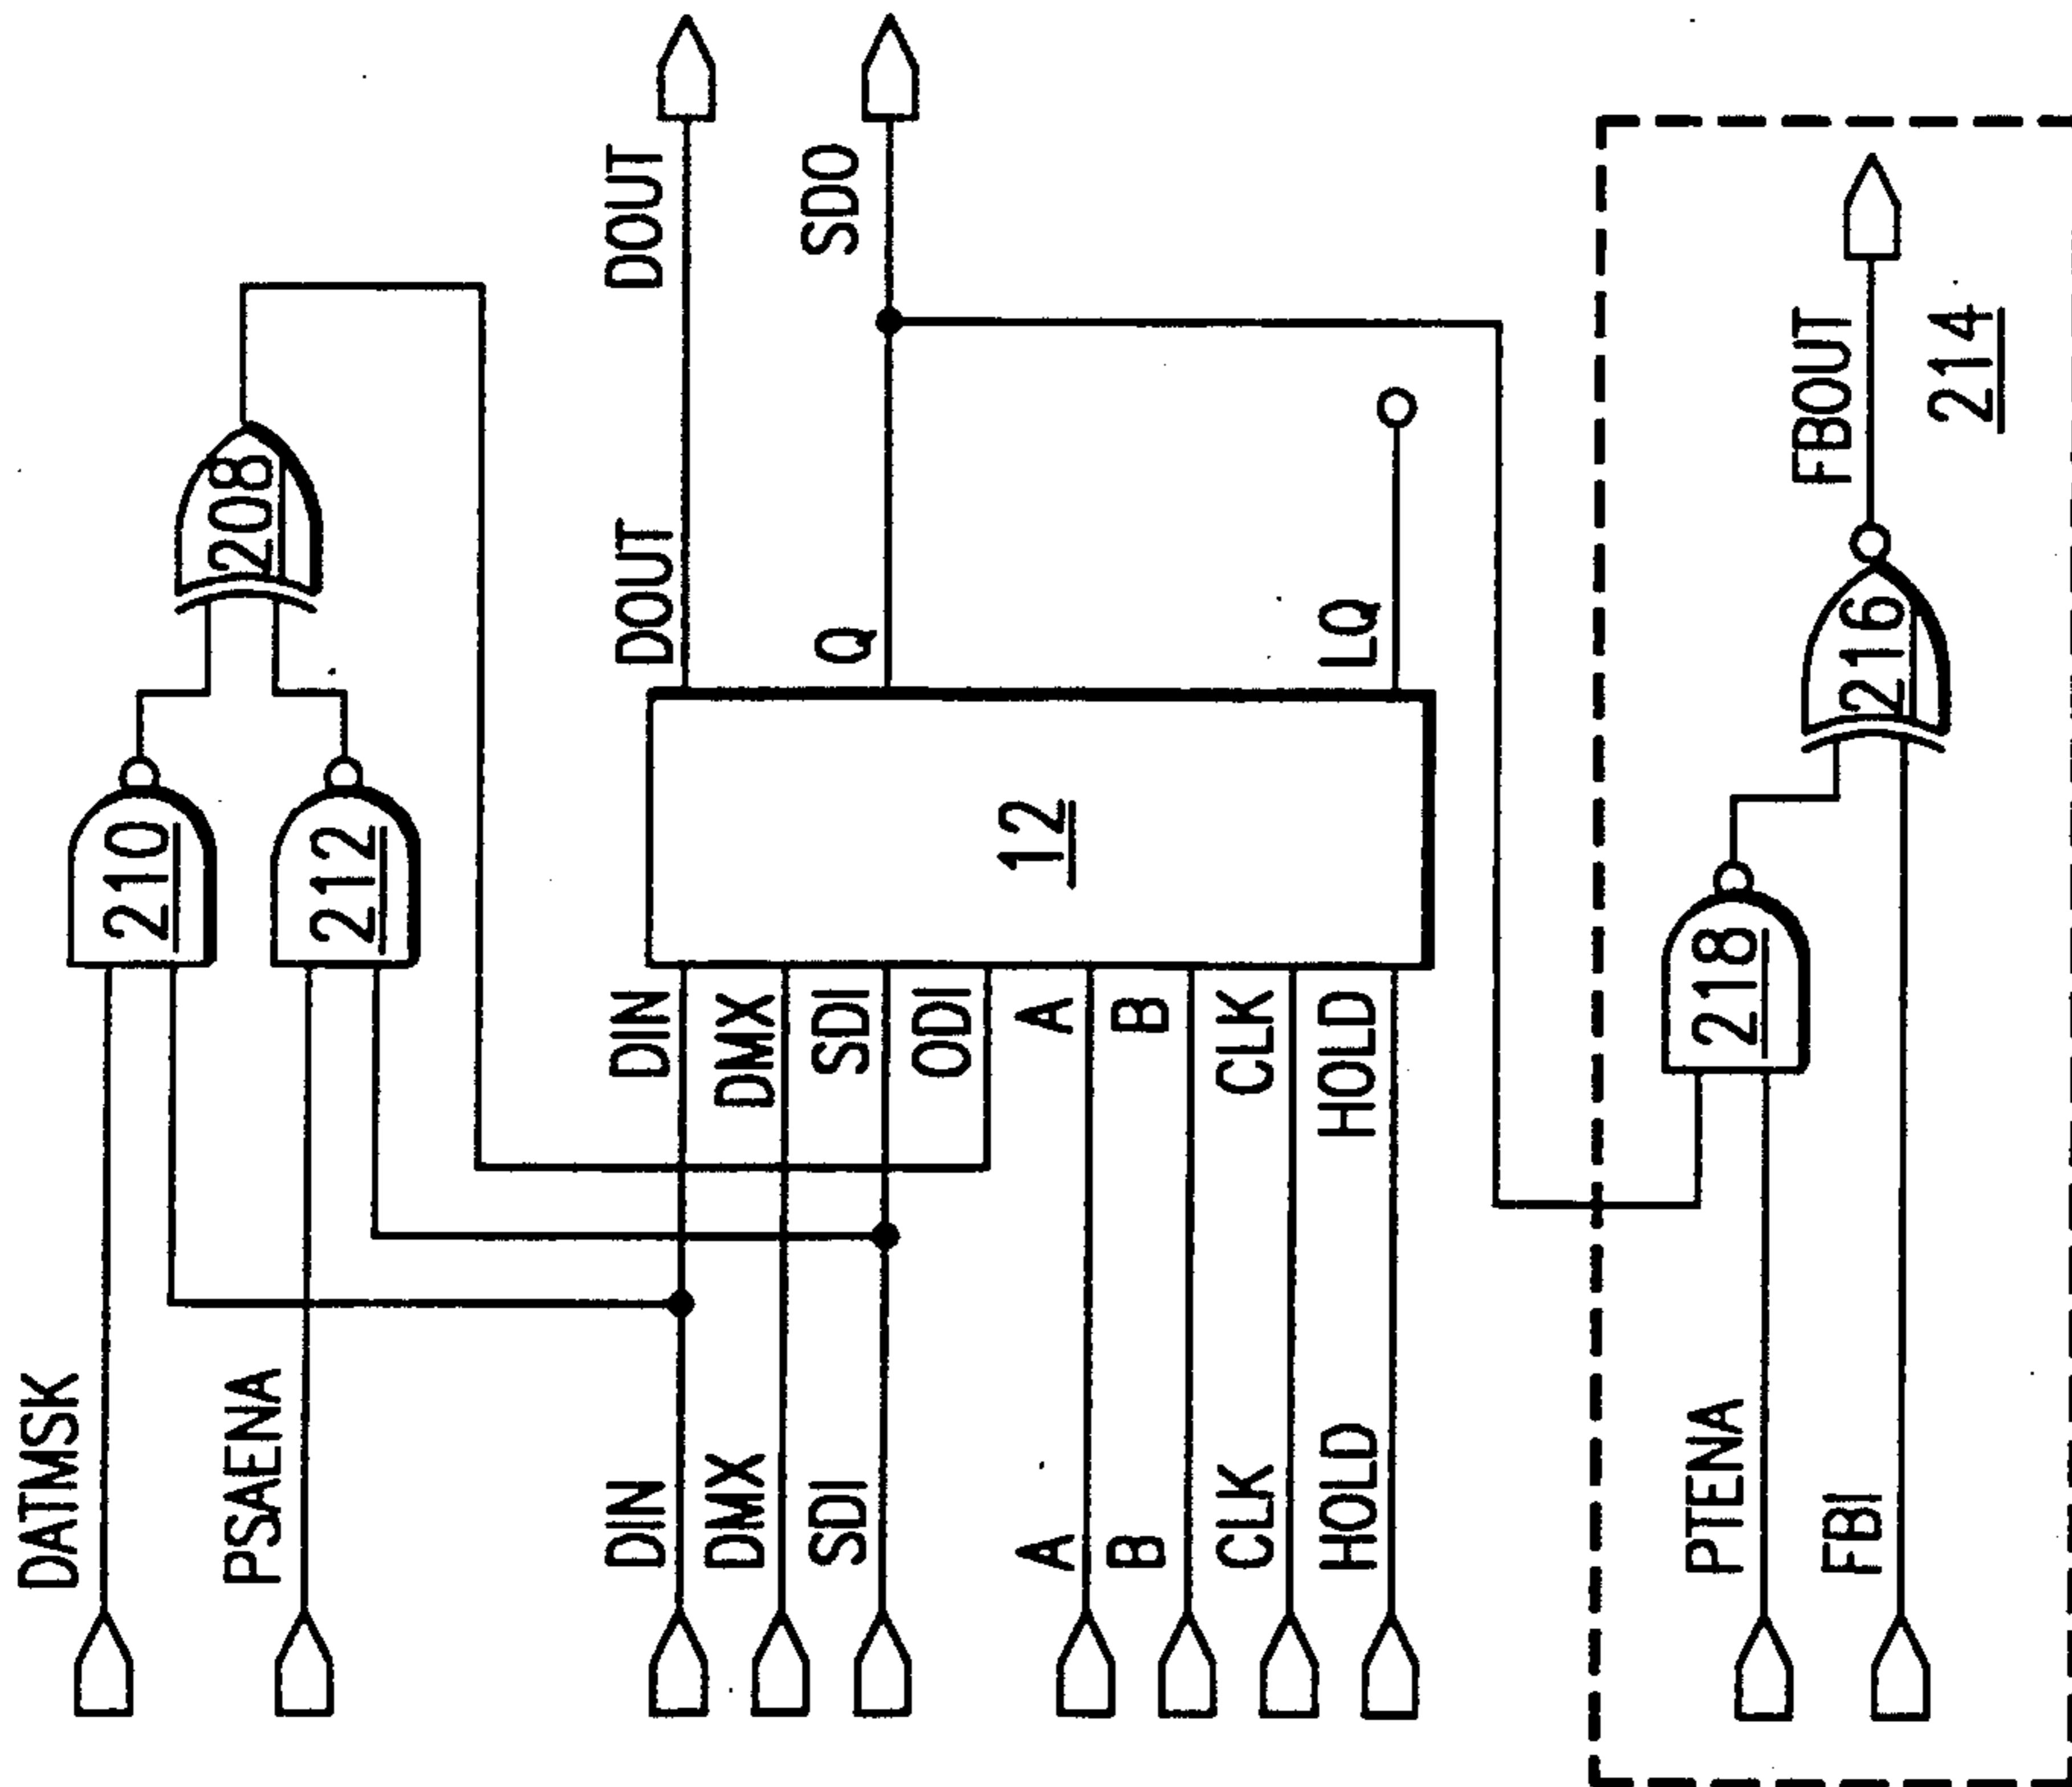 DATMSK
PSAENA
210
212
208
DIN
DMX
SDI
A
B
CLK
HOLD
DIN
DMX
SDI
ODI
A
B
CLK
HOLD
12
DOUT
Q
LQ
DOUT
SDO
PTENA
FBI
218
216
FBOUT
214